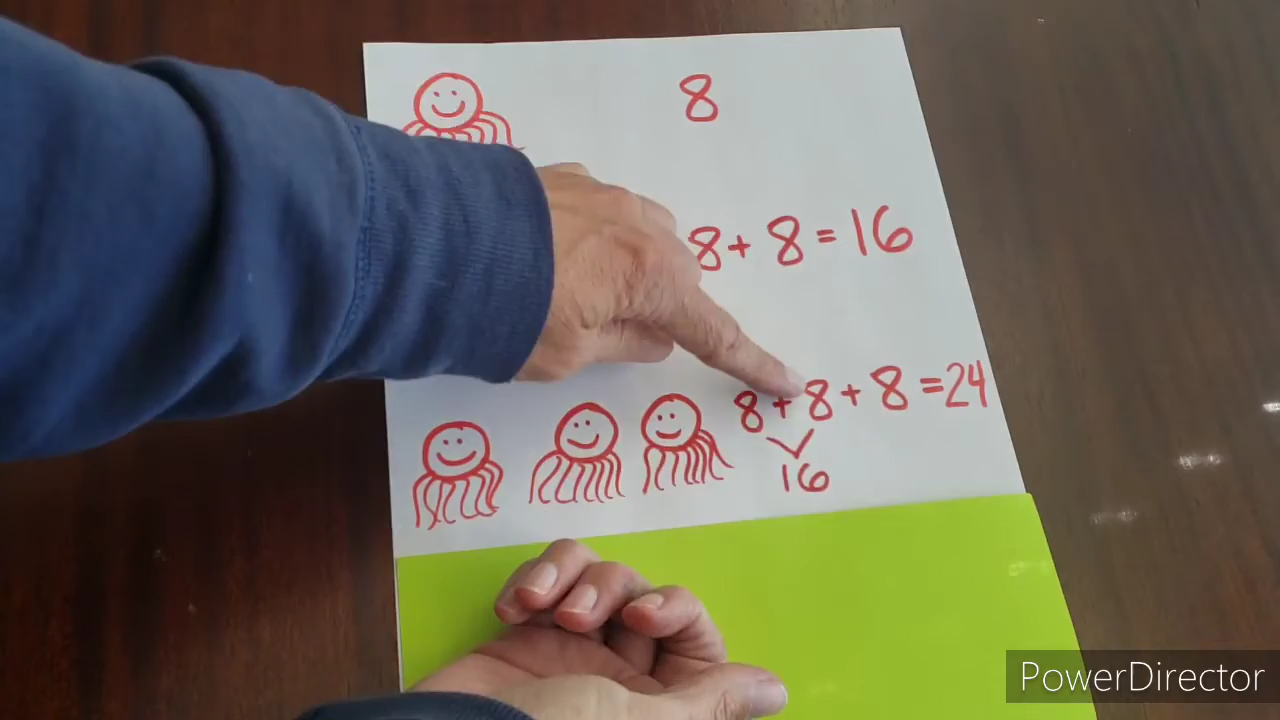 8
8 + 8 = 16
8 + 8 + 8 = 24
16
PowerDirector